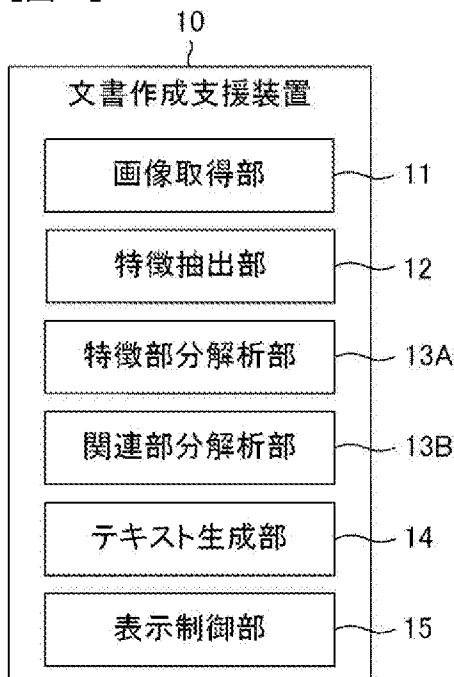 10
文書作成支援装置
画像取得部 11
特徴抽出部 12
特徴部分解析部 13A
関連部分解析部 13B
テキスト生成部 14
表示制御部 15